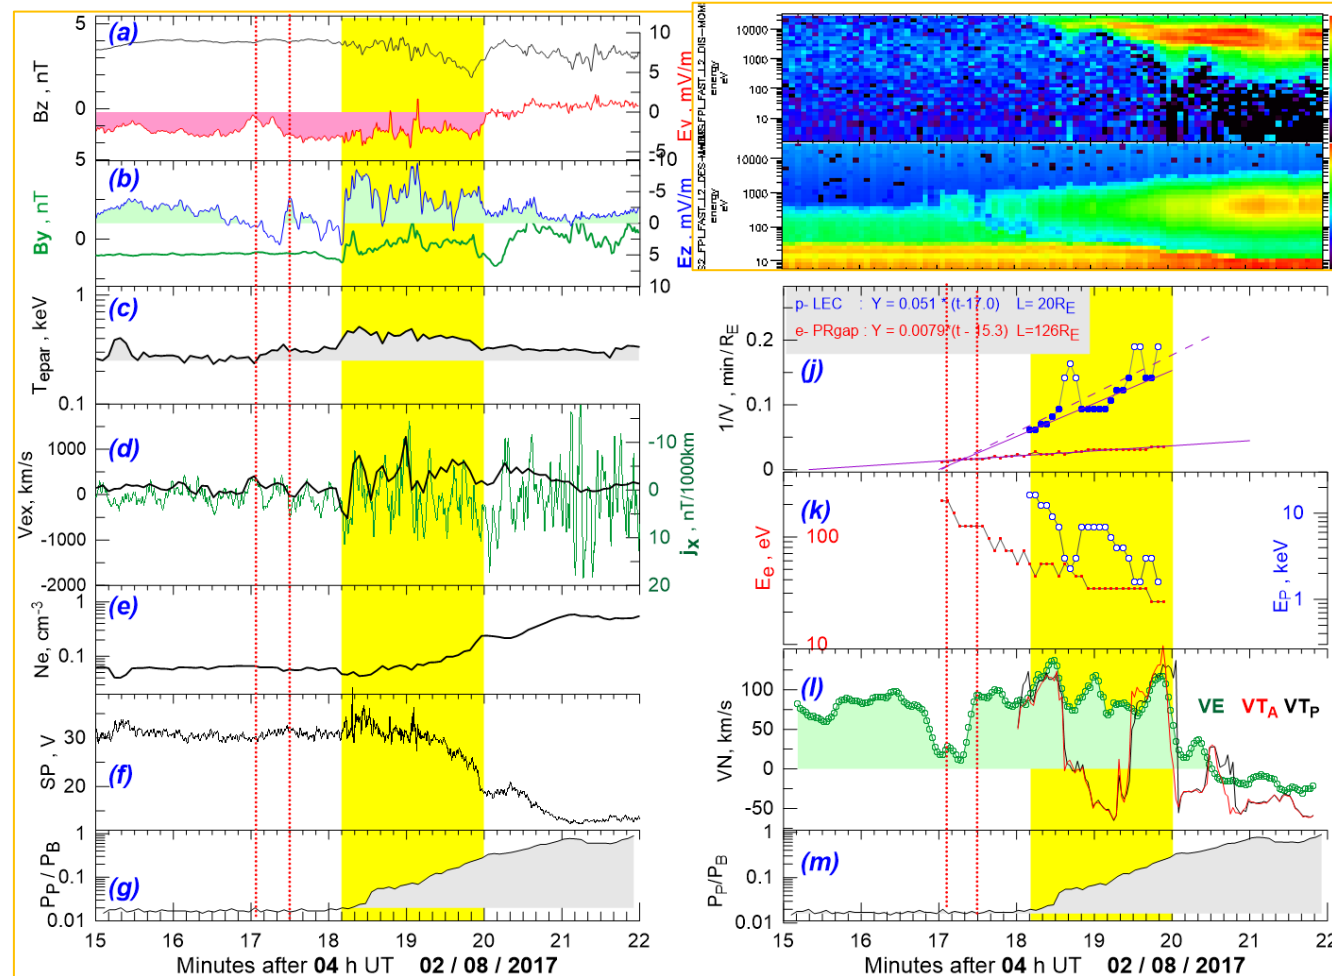 (a)
5
0
5
Bz , nT
10
5
0
-5
-10
Ey , mV/m
(b)
0
By , nT
-5
0
5
10
Ez , mV/m
(c)
1
0.1
Tepar , keV
(d)
1000
0
-1000
-2000
Vex, km/s
-10
0
10
20
jx , nT/1000km
(e)
1
0.1
Ne, cm-3
(f)
30
20
SP , V
(g)
1
0.1
0.01
PP / PB
15 16 17 18 19 20 21 22
Minutes after 04 h UT 02 / 08 / 2017
10000
1000
100
10
energy
eV
FPI_FAST_L2_DIS-MOM
1000
100
10
energy
eV
S2_FPI_FAST_L2_DES-
p- LEC : Y = 0.051 * (t-17.0) L= 20RE
e- PRgap : Y = 0.0079*(t - 15.3) L=126RE
(j)
0.2
0.1
0
1/V , min/RE
(k)
100
10
Ee , eV
10
1
EP , keV
(l)
100
50
0
-50
VN, km/s
VE VTA VTP
(m)
1
0.1
0.01
PP/PB
15 16 17 18 19 20 21 22
Minutes after 04 h UT 02 / 08 / 2017